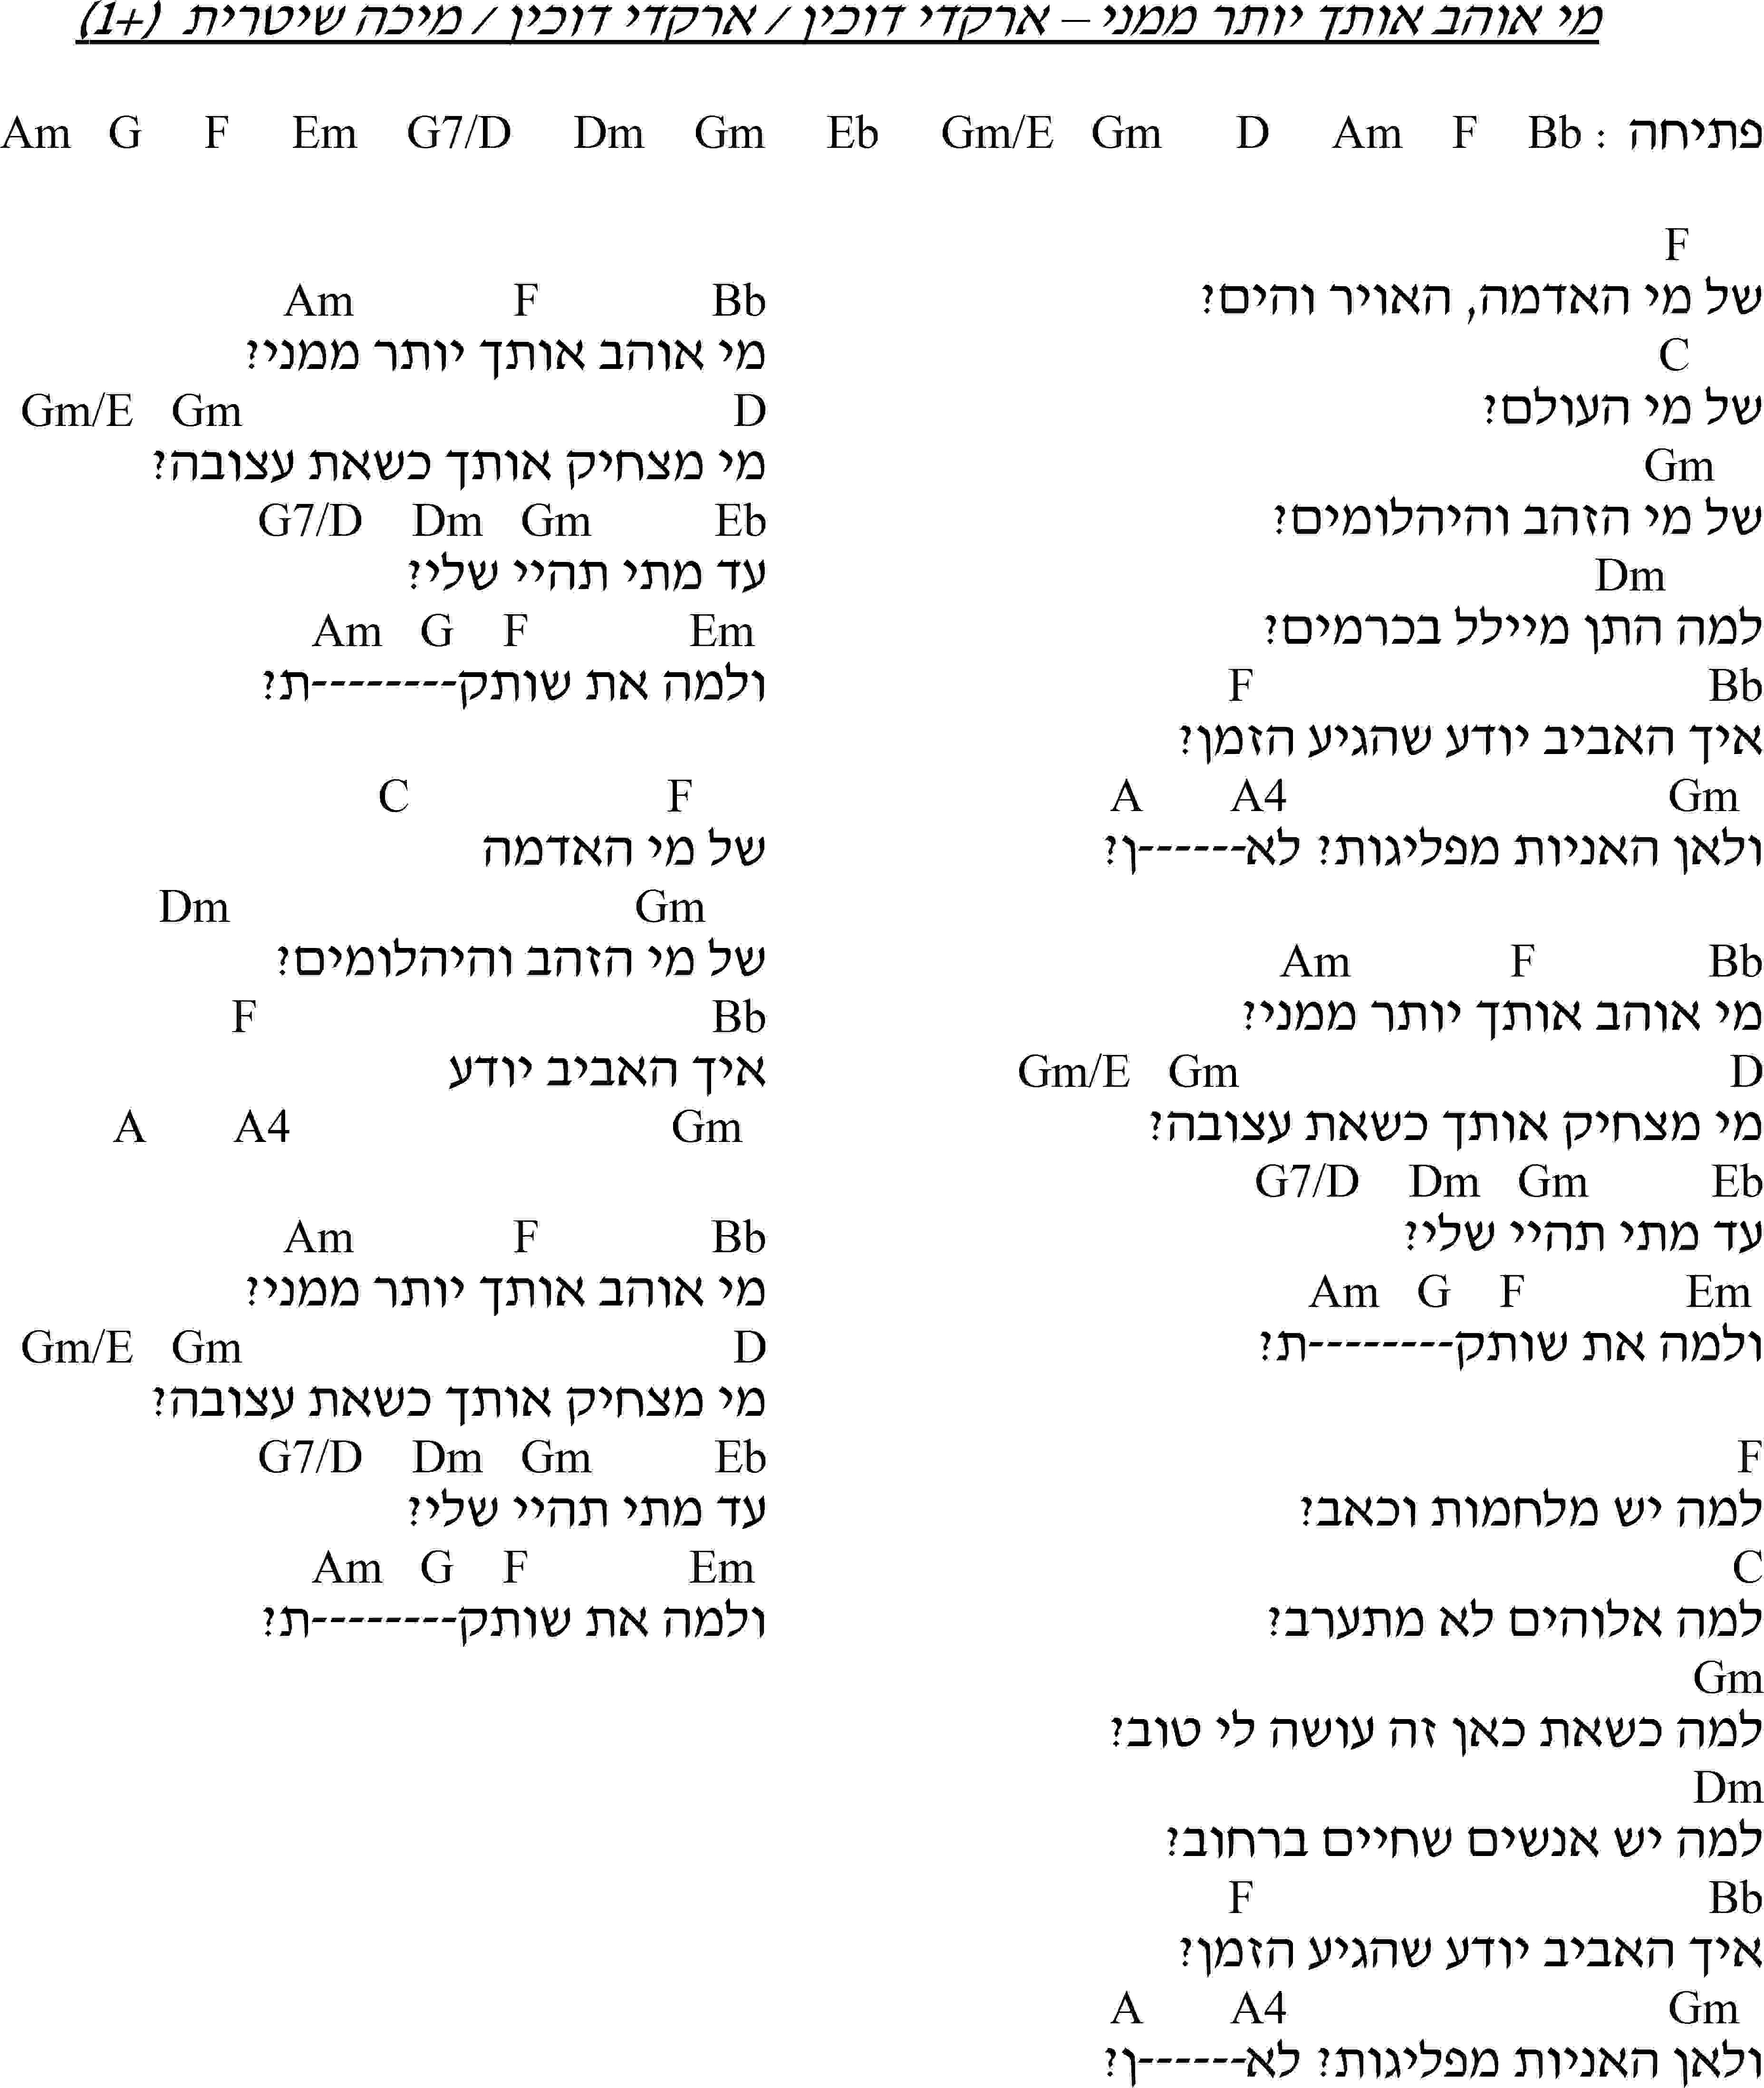 מי אוהב אותך יותר ממני – ארקדי דוכין / ארקדי דוכין / מיכה שיטרית (+1)
פתיחה : Bb F Am D Gm Gm/E Eb Gm Dm G7/D Em F G Am
F
של מי האדמה, האויר והים?
C
של מי העולם?
Gm
של מי הזהב והיהלומים?
Dm
למה התן מיילל בכרמים?
Bb F
איך האביב יודע שהגיע הזמן?
Gm A4 A
ולאן האניות מפליגות? לא------ן?
Bb F Am
מי אוהב אותך יותר ממני?
D Gm Gm/E
מי מצחיק אותך כשאת עצובה?
Eb Gm Dm G7/D
עד מתי תהיי שלי?
Em F G Am
ולמה את שותק--------ת?
F
למה יש מלחמות וכאב?
C
למה אלוהים לא מתערב?
Gm
למה כשאת כאן זה עושה לי טוב?
Dm
למה יש אנשים שחיים ברחוב?
Bb F
איך האביב יודע שהגיע הזמן?
Gm A4 A
ולאן האניות מפליגות? לא------ן?
Bb F Am
מי אוהב אותך יותר ממני?
D Gm Gm/E
מי מצחיק אותך כשאת עצובה?
Eb Gm Dm G7/D
עד מתי תהיי שלי?
Em F G Am
ולמה את שותק--------ת?
F C
של מי האדמה
Gm Dm
של מי הזהב והיהלומים?
Bb F
איך האביב יודע
Gm A4 A
Bb F Am
מי אוהב אותך יותר ממני?
D Gm Gm/E
מי מצחיק אותך כשאת עצובה?
Eb Gm Dm G7/D
עד מתי תהיי שלי?
Em F G Am
ולמה את שותק--------ת?